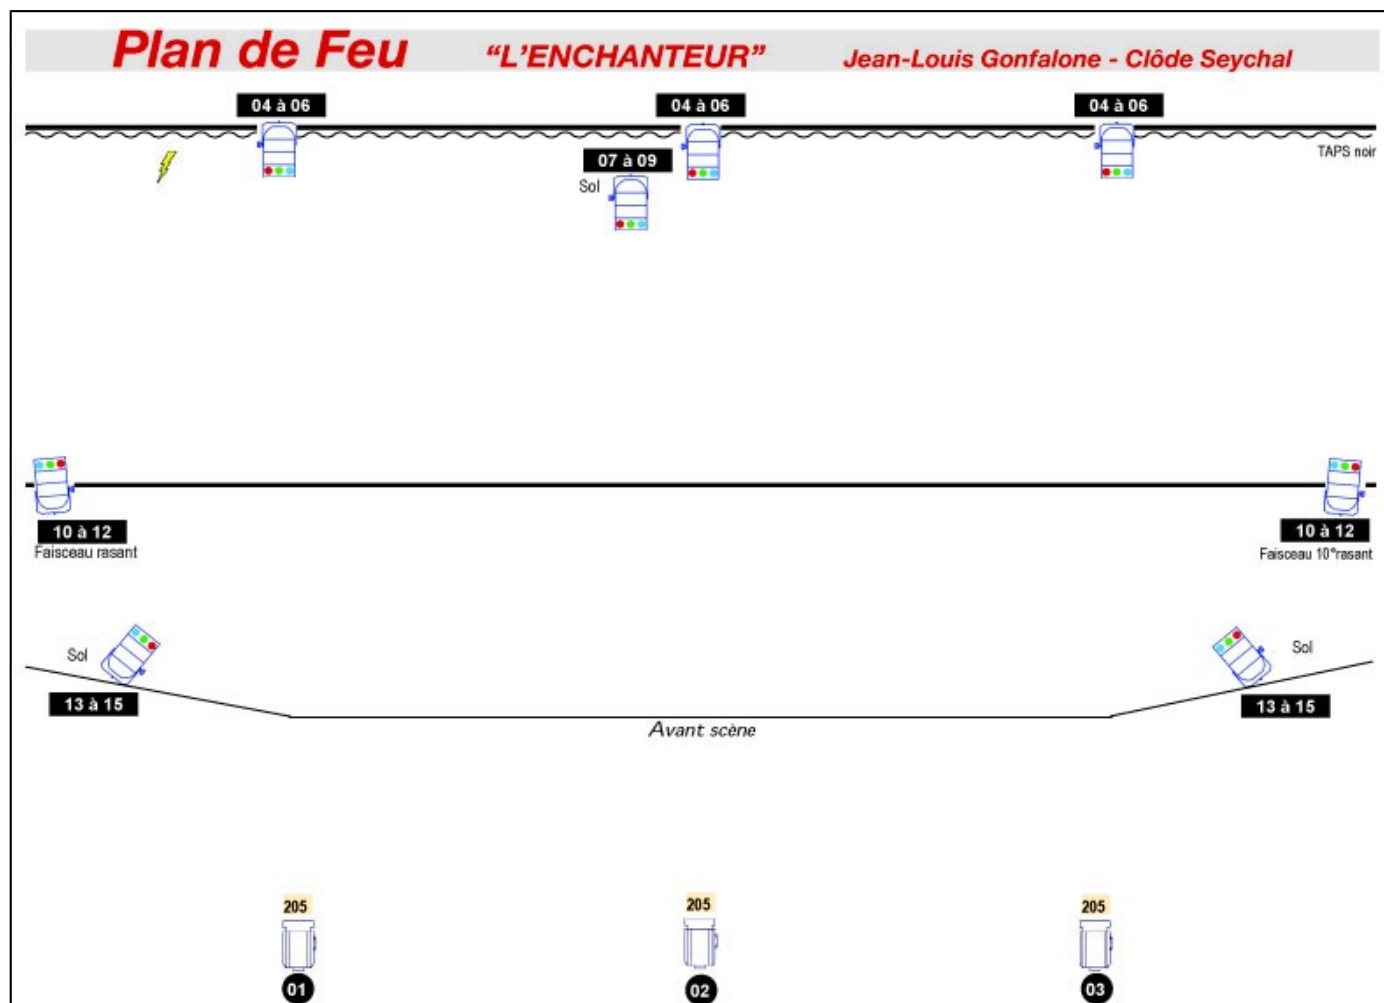 Plan de Feu "L'ENCHANTEUR" Jean-Louis Gonfalone - Clôde Seychal
04 à 06 04 à 06 04 à 06
TAPS noir
07 à 09
Sol
10 à 12 10 à 12
Faisceau rasant Faisceau 10°rasant
Sol Sol
13 à 15 13 à 15
Avant scène
205 205 205
01 02 03